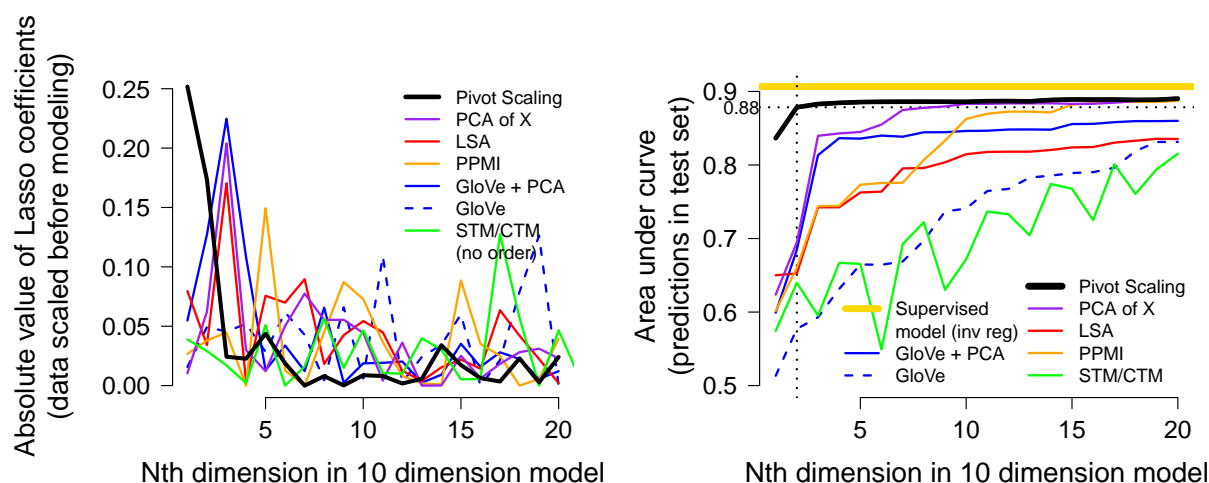 Absolute value of Lasso coefficients
(data scaled before modeling)
0.25
0.20
0.15
0.10
0.05
0.00
Pivot Scaling
PCA of X
LSA
PPMI
GloVe + PCA
GloVe
STM/CTM
(no order)
5
10
15
20
Nth dimension in 10 dimension model
Area under curve
(predictions in test set)
0.9
0.88
0.8
0.7
0.6
0.5
Supervised
model (inv reg)
GloVe + PCA
GloVe
Pivot Scaling
PCA of X
LSA
PPMI
STM/CTM
5
10
15
20
Nth dimension in 10 dimension model